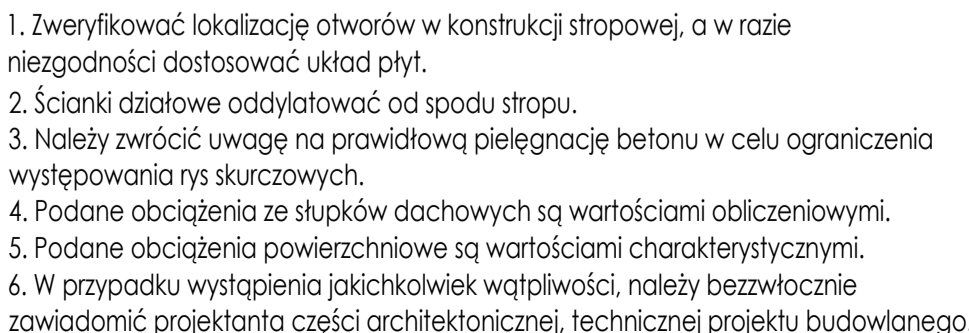 1. Zweryfikować lokalizację otworów w konstrukcji stropowej, a w razie
niezgodności dostosować układ płyt.
2. Ścianki działowe oddylatować od spodu stropu.
3. Należy zwrócić uwagę na prawidłową pielęgnację betonu w celu ograniczenia
występowania rys skurczowych.
4. Podane obciążenia ze słupków dachowych są wartościami obliczeniowymi.
5. Podane obciążenia powierzchniowe są wartościami charakterystycznymi.
6. W przypadku wystąpienia jakichkolwiek wątpliwości, należy bezzwłocznie
zawiadomić projektanta części architektonicznej, technicznej projektu budowlanego